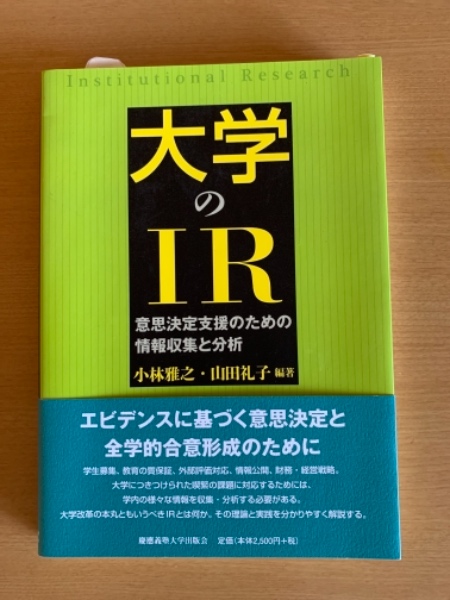 Institutional Research
大学
の
IR
意思決定支援のための
情報収集と分析
小林雅之・山田礼子 編著
エビデンスに基づく意思決定と
全学的合意形成のために
学生募集、教育の質保証、外部評価対応、情報公開、財務・経営戦略。
大学につきつけられた喫緊の課題に対応するためには、
学内の様々な情報を収集・分析する必要がある。
大学改革の本丸ともいうべきIRとは何か、その理論と実践を分かりやすく解説する。
慶應義塾大学出版会 定価(本体2,500円+税)